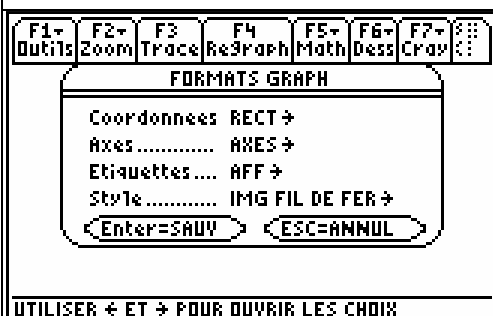 F1 F2 F3 F4 F5 F6 F7
Outils Zoom Trace ReGraph Math Dess Cray
FORMATS GRAPH
Coordonnees RECT→
Axes............. AXES→
Etiquettes.... AFF→
Style........... IMG FIL DE FER→
Enter=SAUV ESC=ANNUL
UTILISER ← ET → POUR OUVRIR LES CHOIX